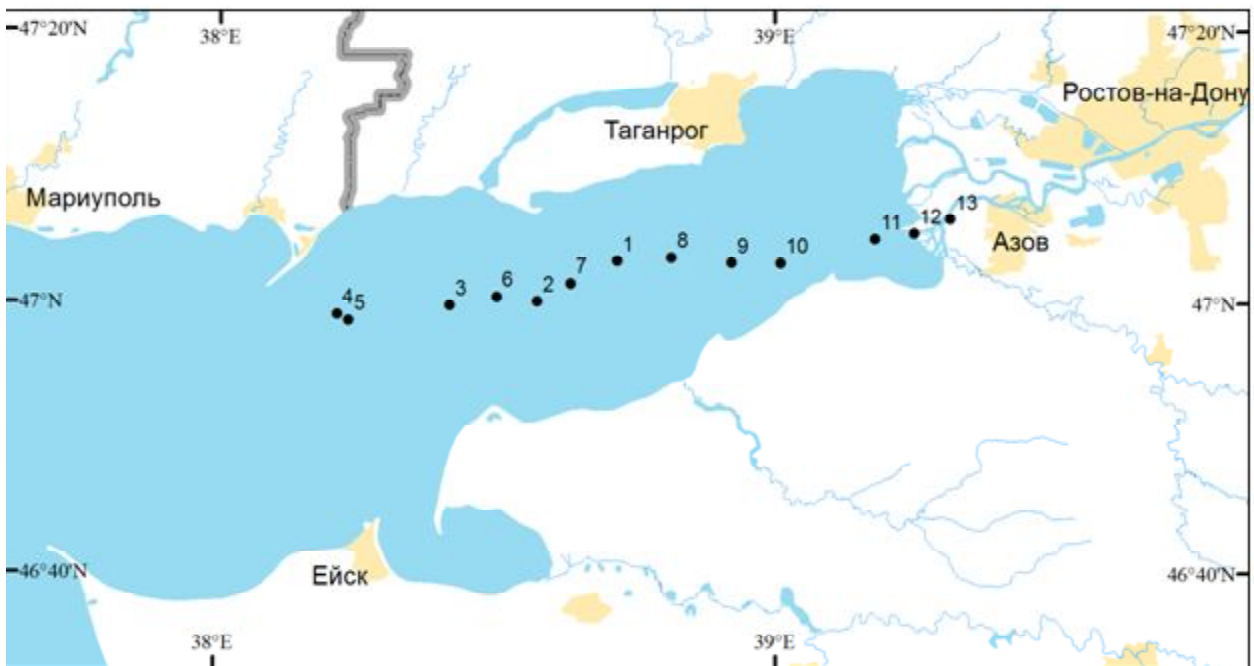 47°20'N
38°E
39°E
47°20'N
Ростов-на-Дону
Таганрог
Мариуполь
13
12
11
Азов
1
8
9
10
7
6
2
3
4
5
47°N
47°N
46°40'N
Ейск
46°40'N
38°E
39°E